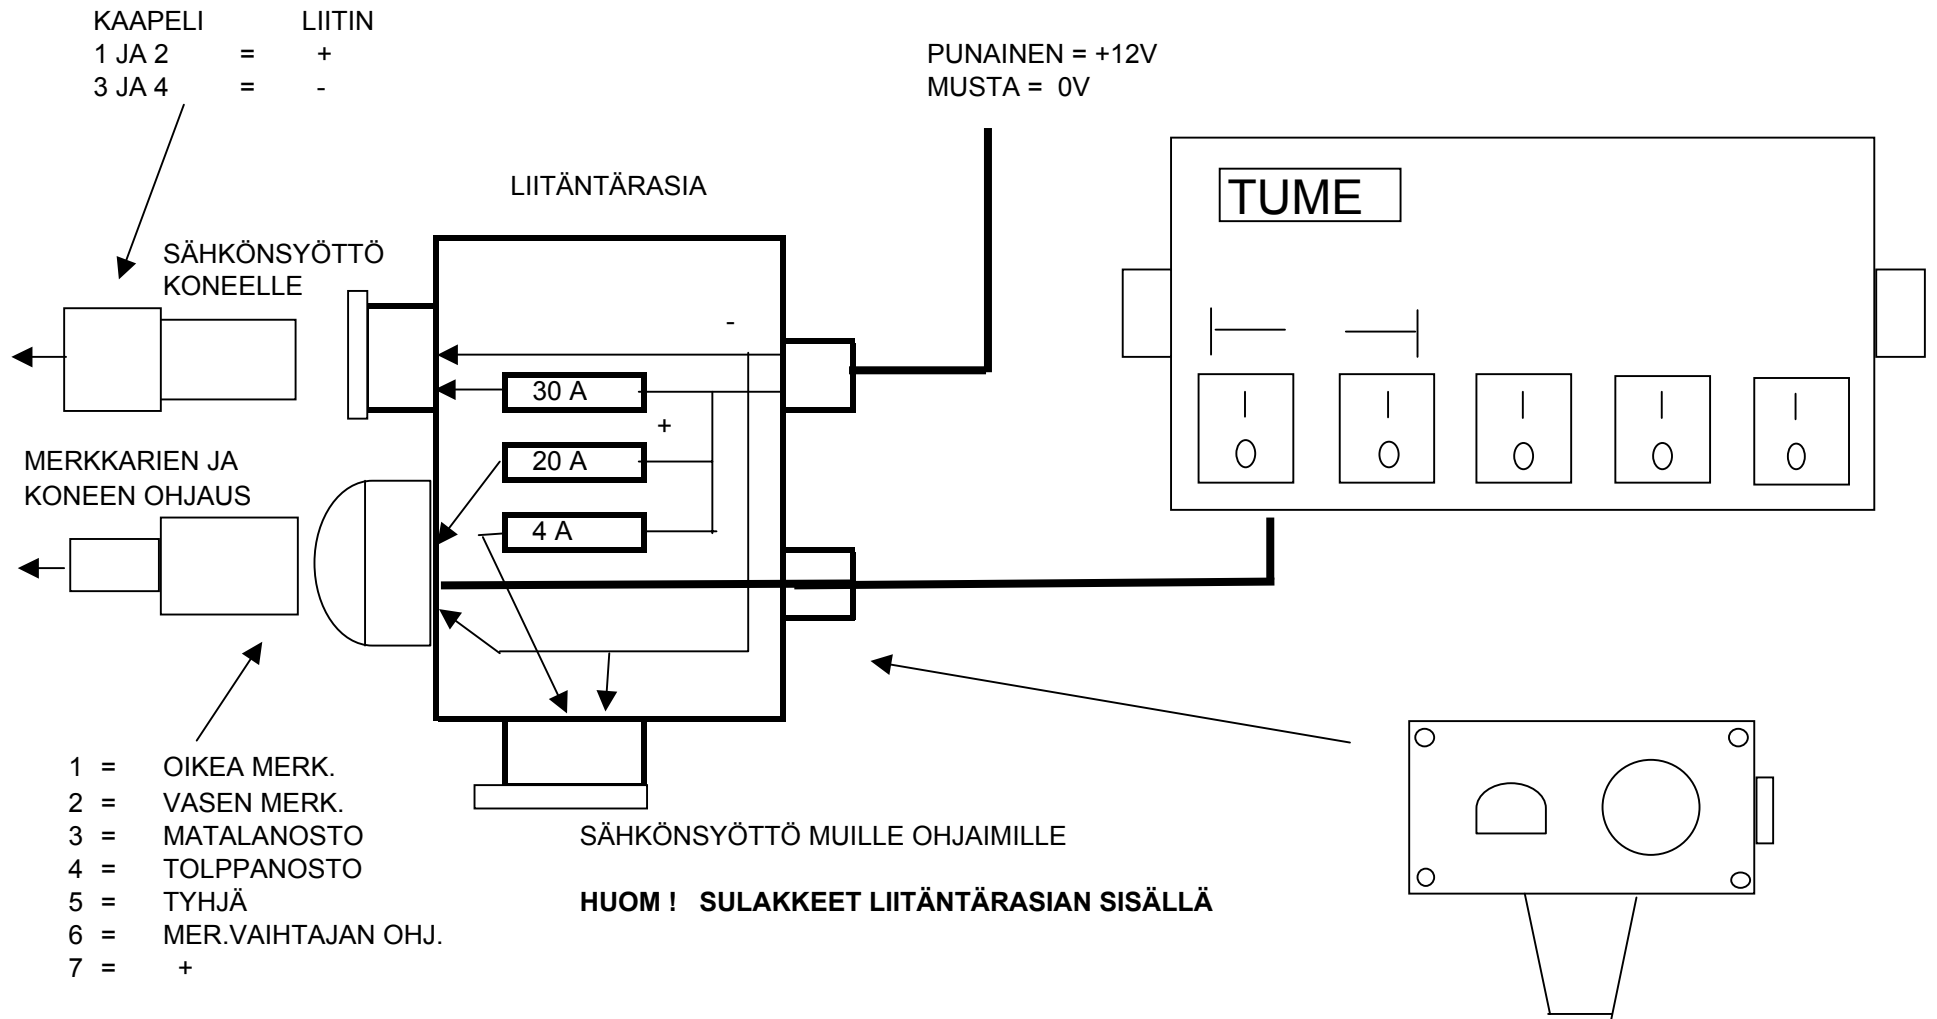 KAAPELI LIITIN
1 JA 2 = +
3 JA 4 = -
PUNAINEN = +12V
MUSTA = 0V
LIITÄNTÄRASIA
TUME
SÄHKÖNSYÖTTÖ
KONEELLE
-
30 A
+
20 A
4 A
MERKKARIEN JA
KONEEN OHJAUS
1 = OIKEA MERK.
2 = VASEN MERK.
3 = MATALANOSTO
4 = TOLPPANOSTO
5 = TYHJÄ
6 = MER.VAIHTAJAN OHJ.
7 = +
SÄHKÖNSYÖTTÖ MUILLE OHJAIMILLE
HUOM ! SULAKKEET LIITÄNTÄRASIAN SISÄLLÄ